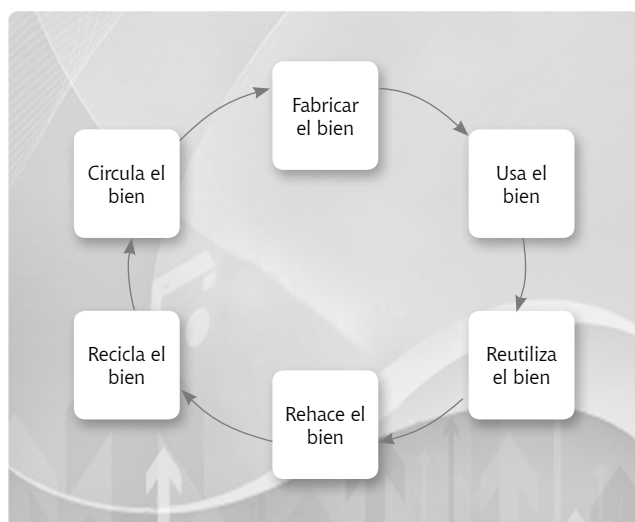 Fabricar
el bien
Usa el
bien
Reutiliza
el bien
Rehace el
bien
Recicla el
bien
Circula el
bien